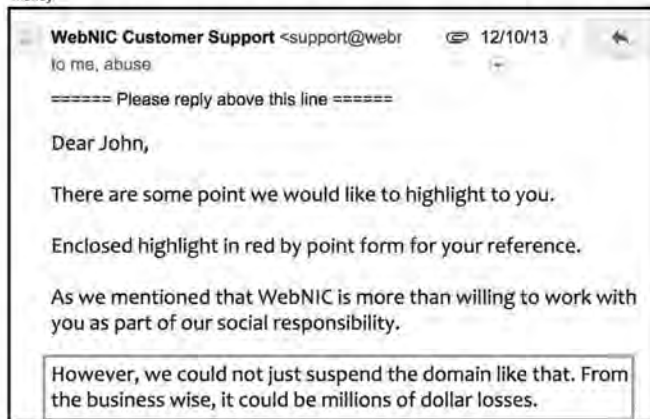 WebNIC Customer Support <support@webr 12/10/13
to me, abuse
====== Please reply above this line ======
Dear John,
There are some point we would like to highlight to you.
Enclosed highlight in red by point form for your reference.
As we mentioned that WebNIC is more than willing to work with
you as part of our social responsibility.
However, we could not just suspend the domain like that. From
the business wise, it could be millions of dollar losses.